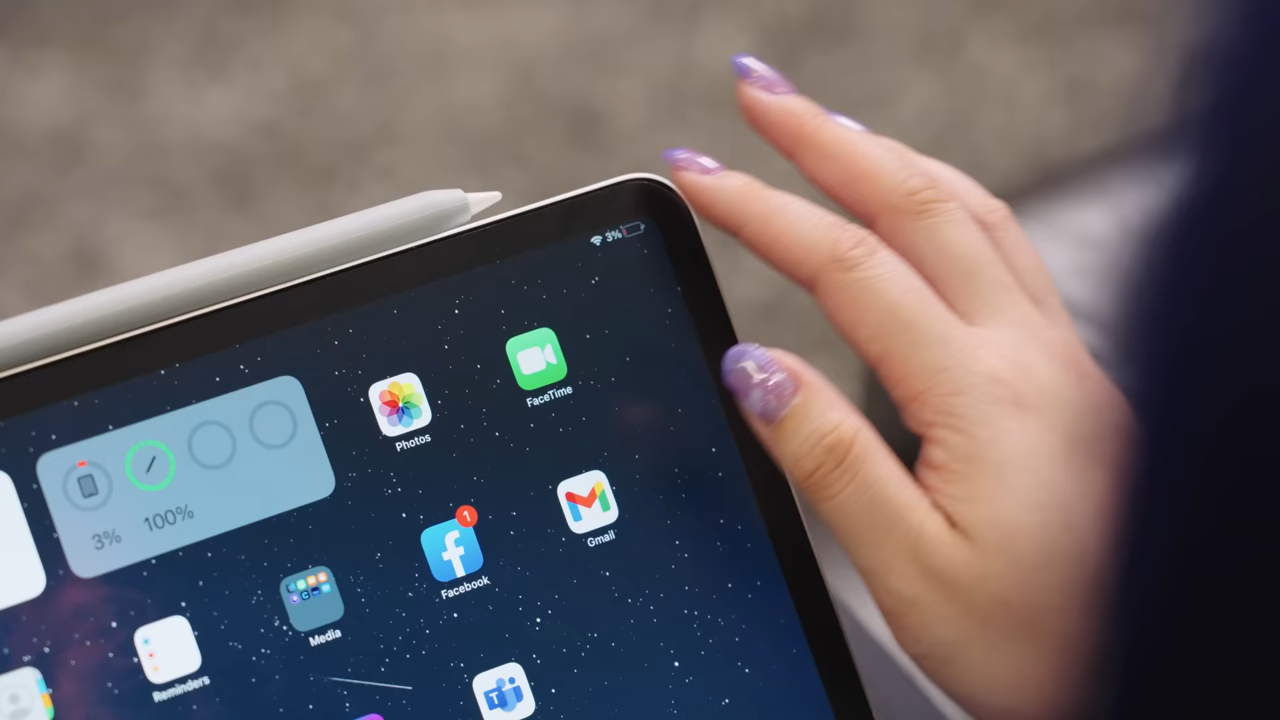 3%
FaceTime
Photos
3%
100%
1
Gmail
Facebook
Media
Reminders
T